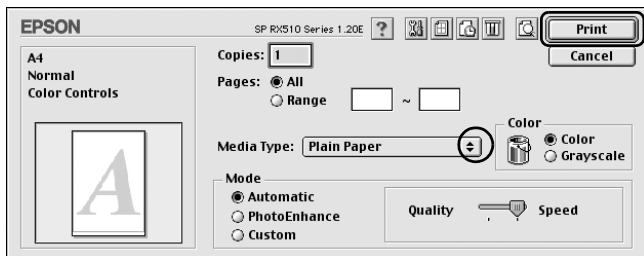 EPSON
SP RX510 Series 1.20E
?
Print
A4
Normal
Color Controls
A
Copies: 1
Cancel
Pages: All
Range ~
Media Type: Plain Paper
Color
Color
Grayscale
Mode
Automatic
PhotoEnhance
Custom
Quality Speed